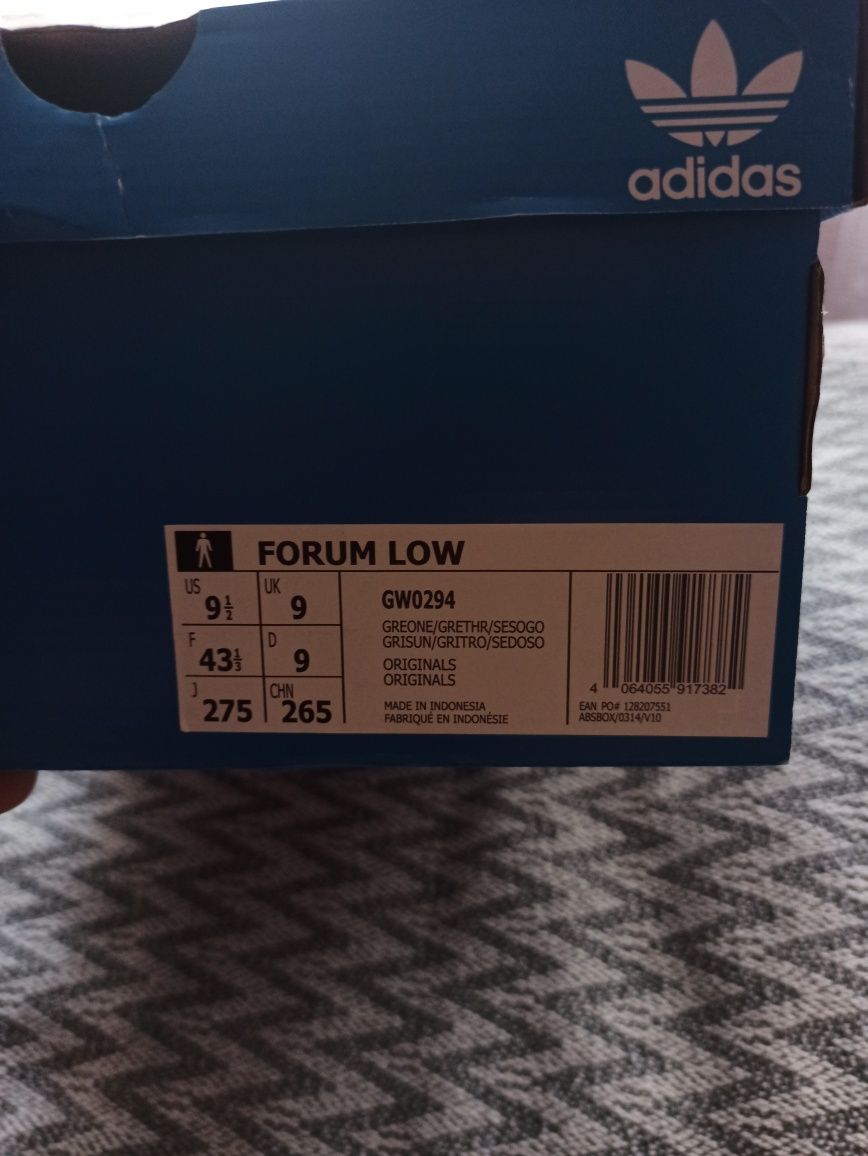 adidas
FORUM LOW
US 9½
UK 9
F 43⅓
D 9
J 275
CHN 265
GW0294
GREONE/GRETHR/SESOGO
GRISUN/GRITRO/SEDOSO
ORIGINALS
ORIGINALS
MADE IN INDONESIA
FABRIQUÉ EN INDONÉSIE
4 064055 917382
EAN PO# 128207551
ABSBOX/0314/V10